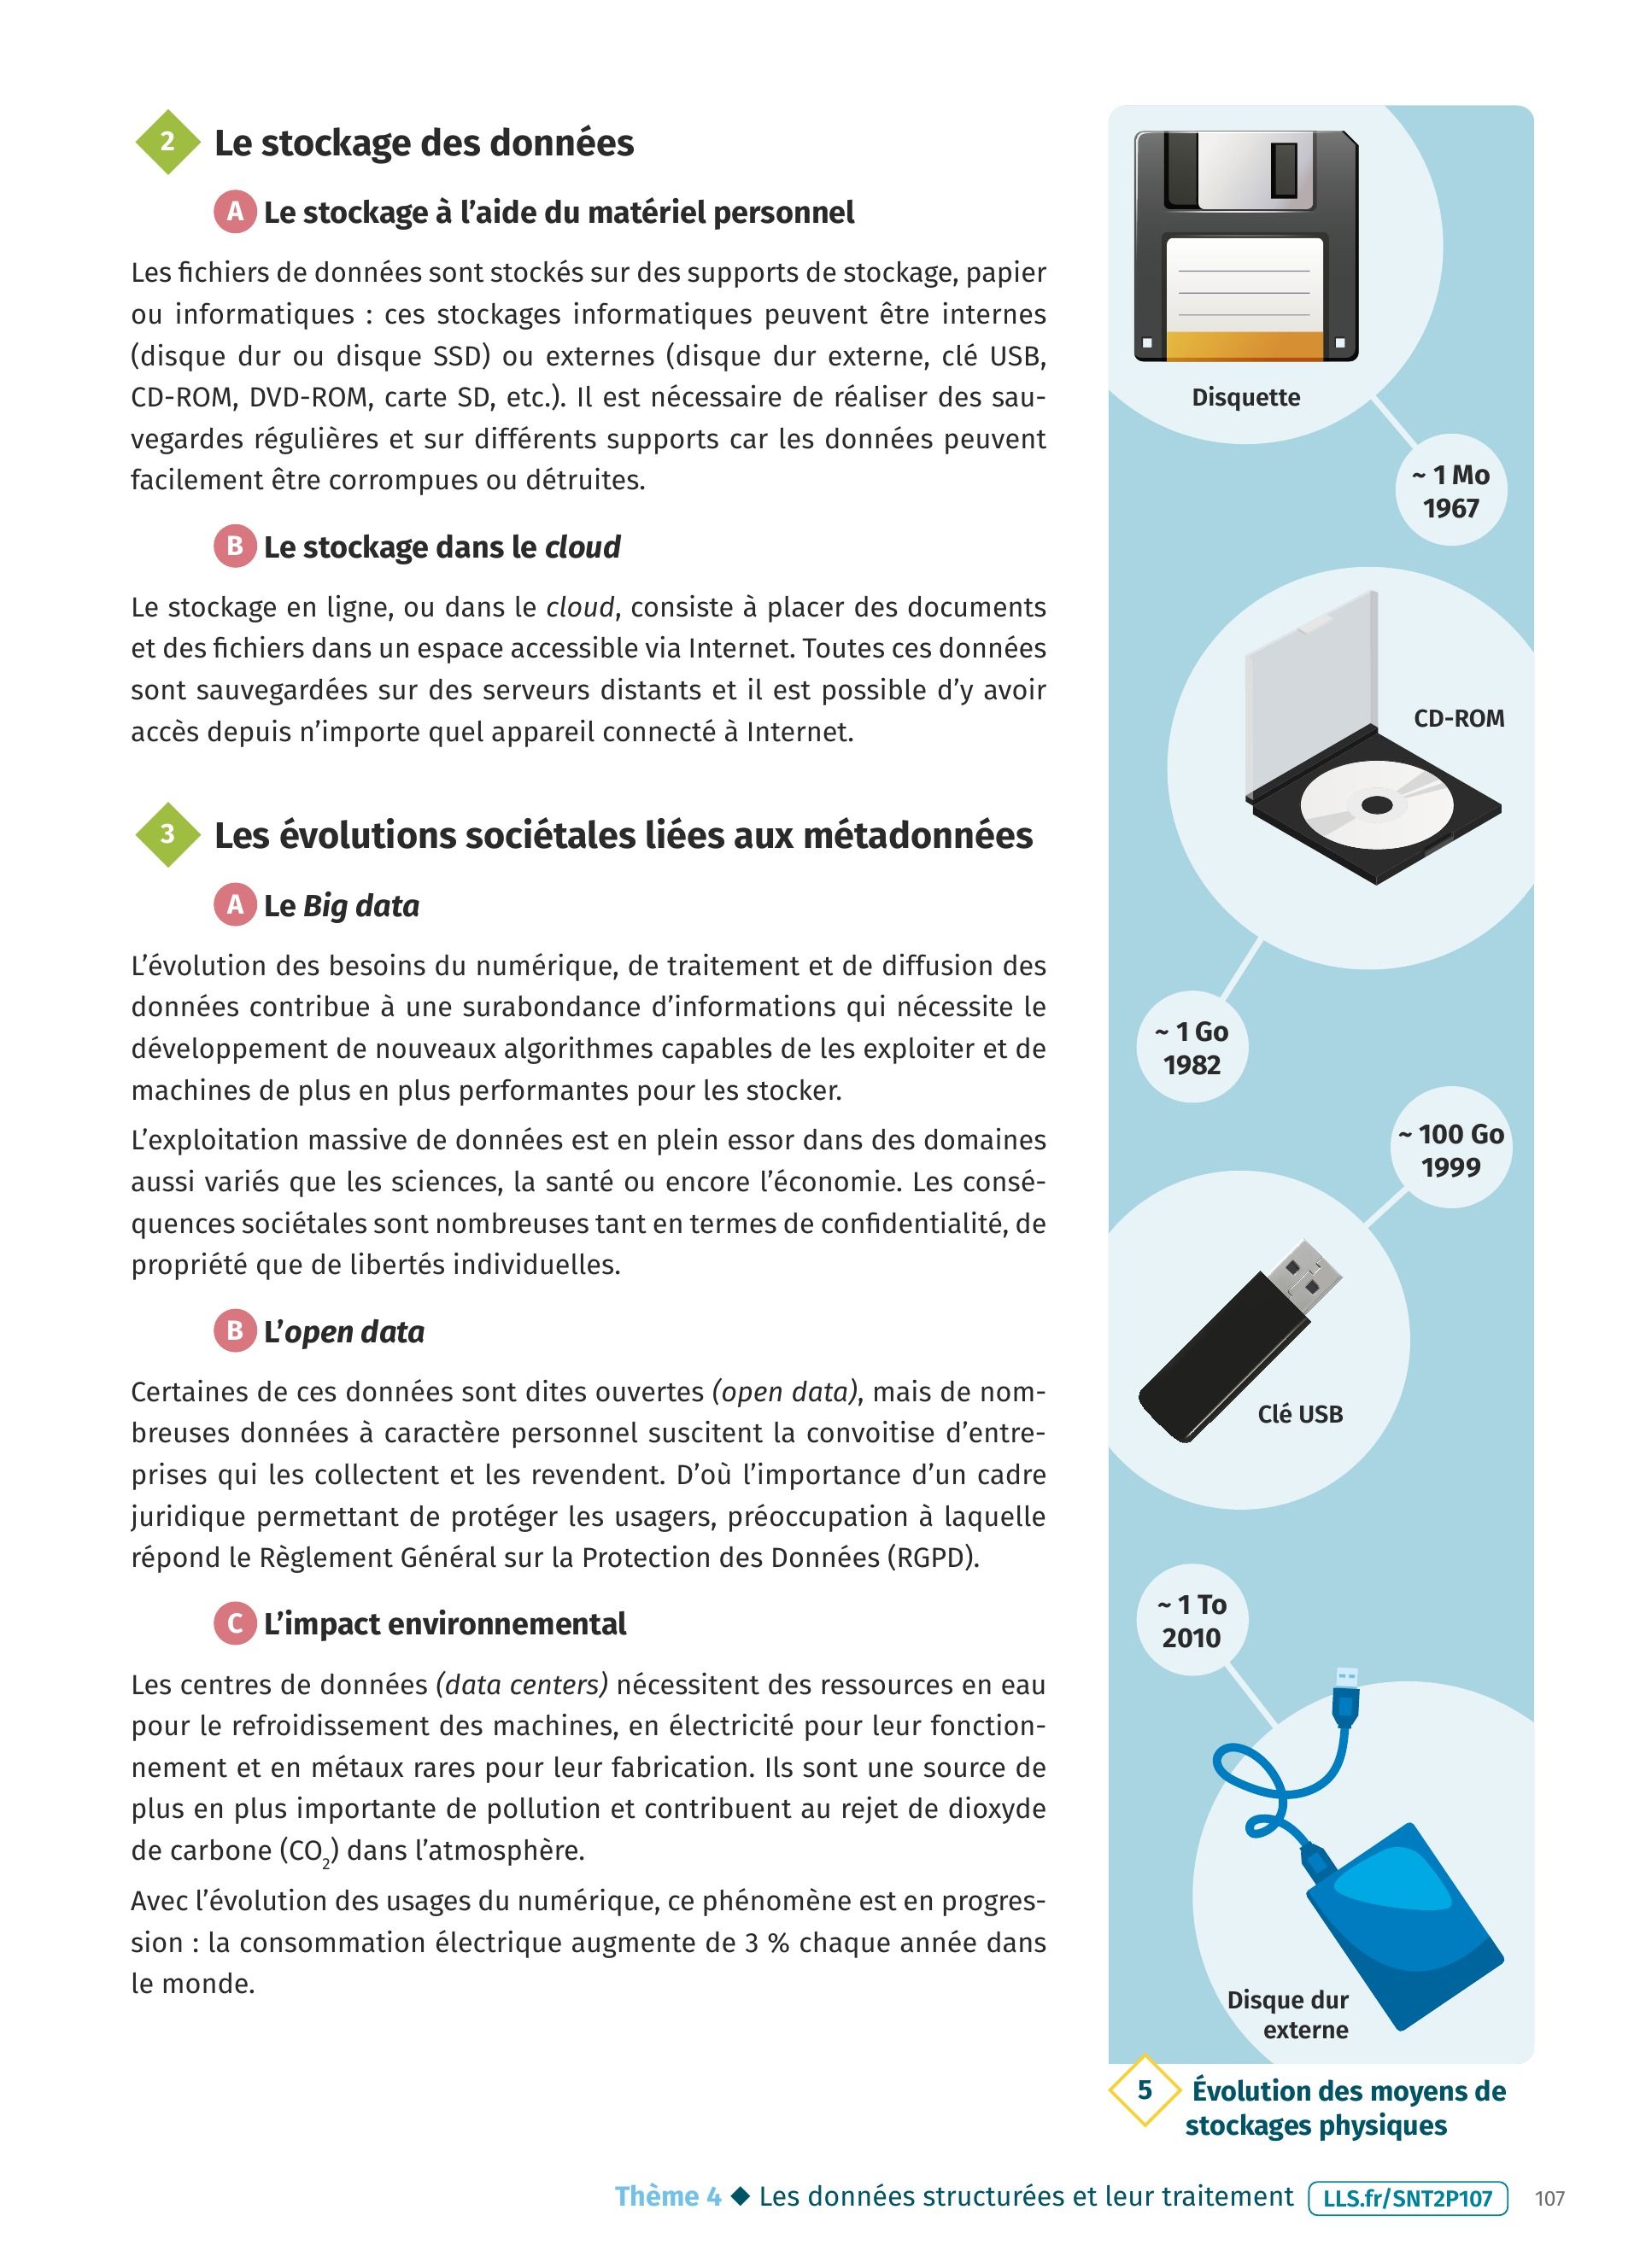 2 Le stockage des données
A Le stockage à l’aide du matériel personnel
Les fichiers de données sont stockés sur des supports de stockage, papier
ou informatiques : ces stockages informatiques peuvent être internes
(disque dur ou disque SSD) ou externes (disque dur externe, clé USB,
CD-ROM, DVD-ROM, carte SD, etc.). Il est nécessaire de réaliser des sau-
vegardes régulières et sur différents supports car les données peuvent
facilement être corrompues ou détruites.
B Le stockage dans le cloud
Le stockage en ligne, ou dans le cloud, consiste à placer des documents
et des fichiers dans un espace accessible via Internet. Toutes ces données
sont sauvegardées sur des serveurs distants et il est possible d’y avoir
accès depuis n’importe quel appareil connecté à Internet.
3 Les évolutions sociétales liées aux métadonnées
A Le Big data
L’évolution des besoins du numérique, de traitement et de diffusion des
données contribue à une surabondance d’informations qui nécessite le
développement de nouveaux algorithmes capables de les exploiter et de
machines de plus en plus performantes pour les stocker.
L’exploitation massive de données est en plein essor dans des domaines
aussi variés que les sciences, la santé ou encore l’économie. Les consé-
quences sociétales sont nombreuses tant en termes de confidentialité, de
propriété que de libertés individuelles.
B L’open data
Certaines de ces données sont dites ouvertes (open data), mais de nom-
breuses données à caractère personnel suscitent la convoitise d’entre-
prises qui les collectent et les revendent. D’où l’importance d’un cadre
juridique permettant de protéger les usagers, préoccupation à laquelle
répond le Règlement Général sur la Protection des Données (RGPD).
C L’impact environnemental
Les centres de données (data centers) nécessitent des ressources en eau
pour le refroidissement des machines, en électricité pour leur fonction-
nement et en métaux rares pour leur fabrication. Ils sont une source de
plus en plus importante de pollution et contribuent au rejet de dioxyde
de carbone (CO₂) dans l’atmosphère.
Avec l’évolution des usages du numérique, ce phénomène est en progres-
sion : la consommation électrique augmente de 3 % chaque année dans
le monde.
Disquette
~ 1 Mo
1967
CD-ROM
~ 1 Go
1982
~ 100 Go
1999
Clé USB
~ 1 To
2010
Disque dur
externe
5 Évolution des moyens de
stockages physiques
Thème 4 ◆ Les données structurées et leur traitement LLS.fr/SNT2P107 107